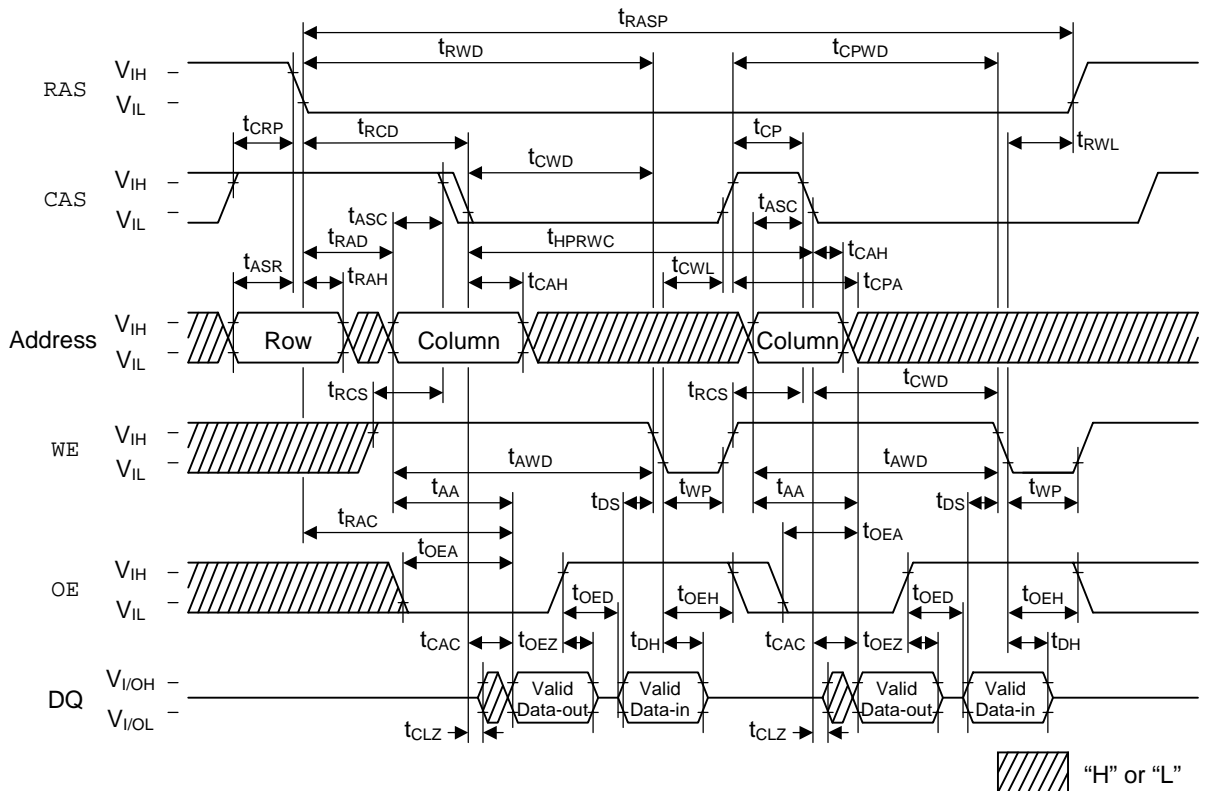 tRASP
tRWD
tCPWD
RAS
VIH
VIL
tCRP
tRCD
tCP
tRWL
tCWD
CAS
VIH
VIL
tASC
tASC
tRAD
tHPRWC
tCAH
tASR
tRAH
tCAH
tCWL
tCPA
Address
VIH
VIL
Row
Column
Column
tRCS
tRCS
tCWD
WE
VIH
VIL
tAWD
tAWD
tAA
tDS
tWP
tAA
tDS
tWP
tRAC
tOEA
tOEA
OE
VIH
VIL
tOED
tOEH
tOED
tOEH
tCAC
tOEZ
tDH
tCAC
tOEZ
tDH
DQ
VI/OH
VI/OL
Valid
Data-out
Valid
Data-in
Valid
Data-out
Valid
Data-in
tCLZ
tCLZ
“H” or “L”